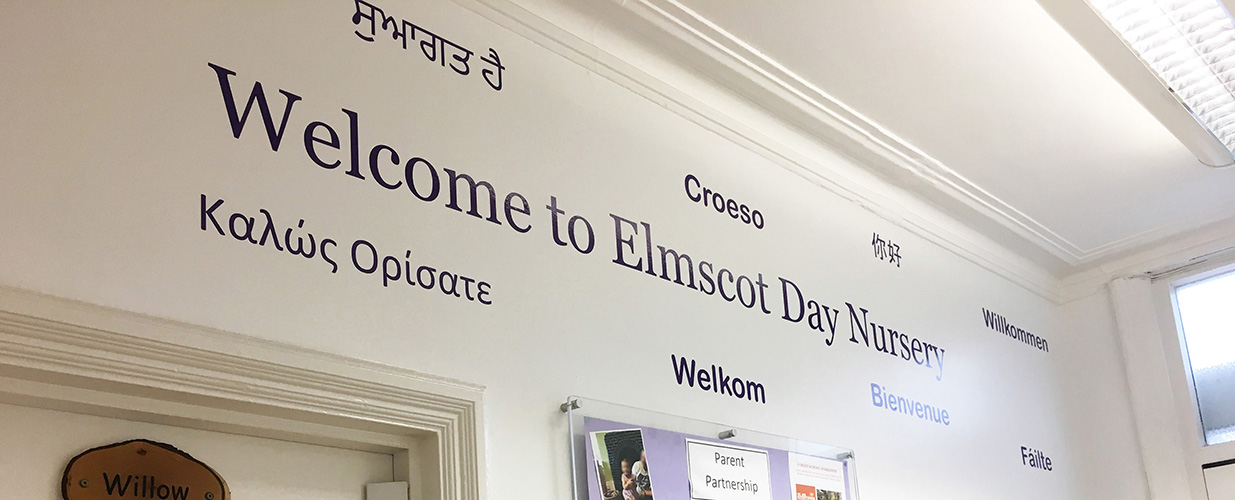 ਸੁਆਗਤ ਹੈ
Welcome to Elmscot Day Nursery
Καλώς Ορίσατε
Croeso
你好
Willkommen
Welkom
Bienvenue
Fáilte
Parent
Partnership
Willow